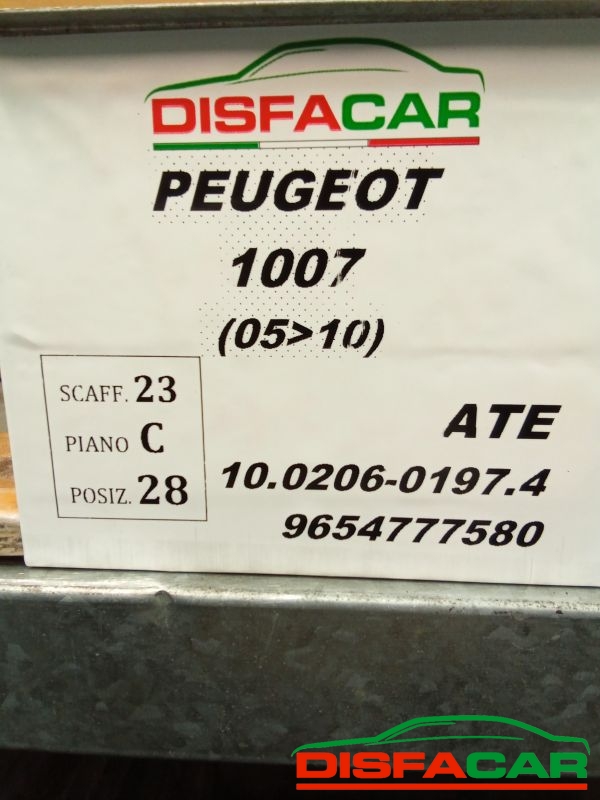 DISFACAR
PEUGEOT
1007
(05>10)
SCAFF. 23
PIANO C
POSIZ. 28
ATE
10.0206-0197.4
9654777580
DISFACAR